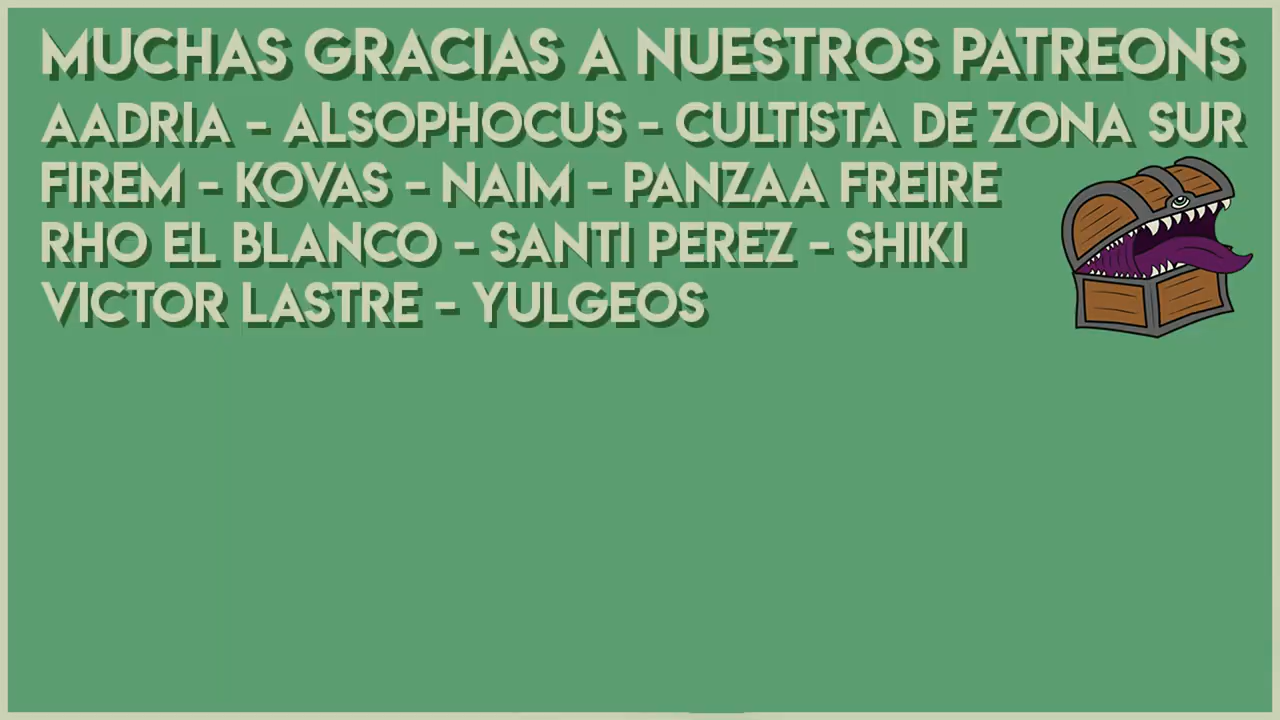 MUCHAS GRACIAS A NUESTROS PATREONS
AADRIA - ALSOPHOCUS - CULTISTA DE ZONA SUR
FIREM - KOVAS - NAIM - PANZAA FREIRE
RHO EL BLANCO - SANTI PEREZ - SHIKI
VICTOR LASTRE - YULGEOS